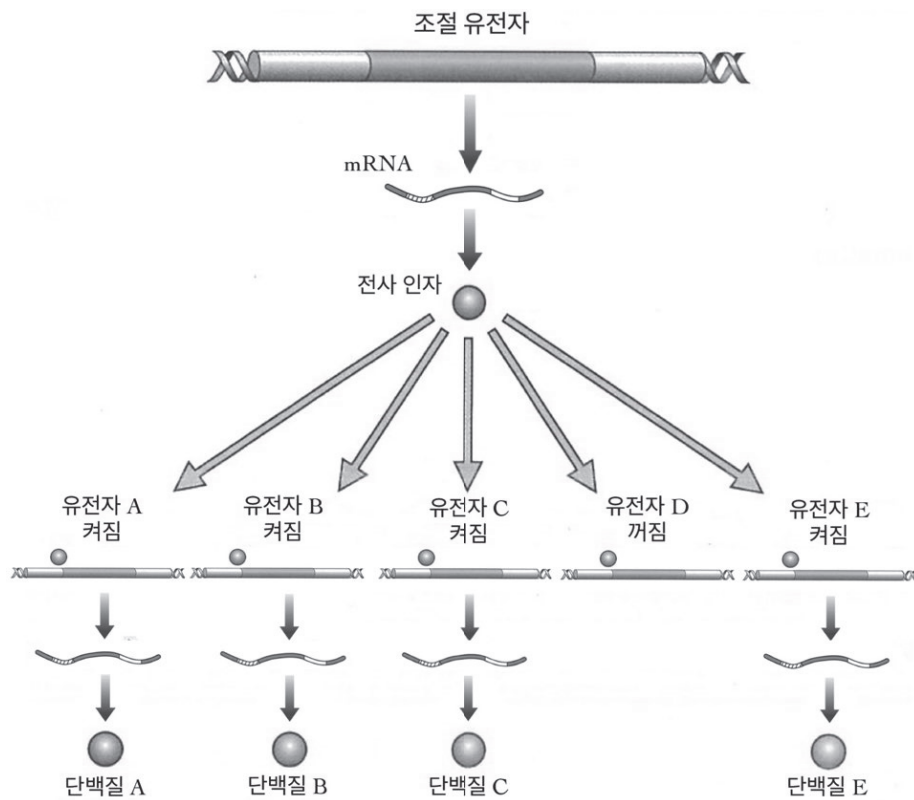 조절 유전자
mRNA
전사 인자
유전자 A
켜짐
유전자 B
켜짐
유전자 C
켜짐
유전자 D
꺼짐
유전자 E
켜짐
단백질 A
단백질 B
단백질 C
단백질 E